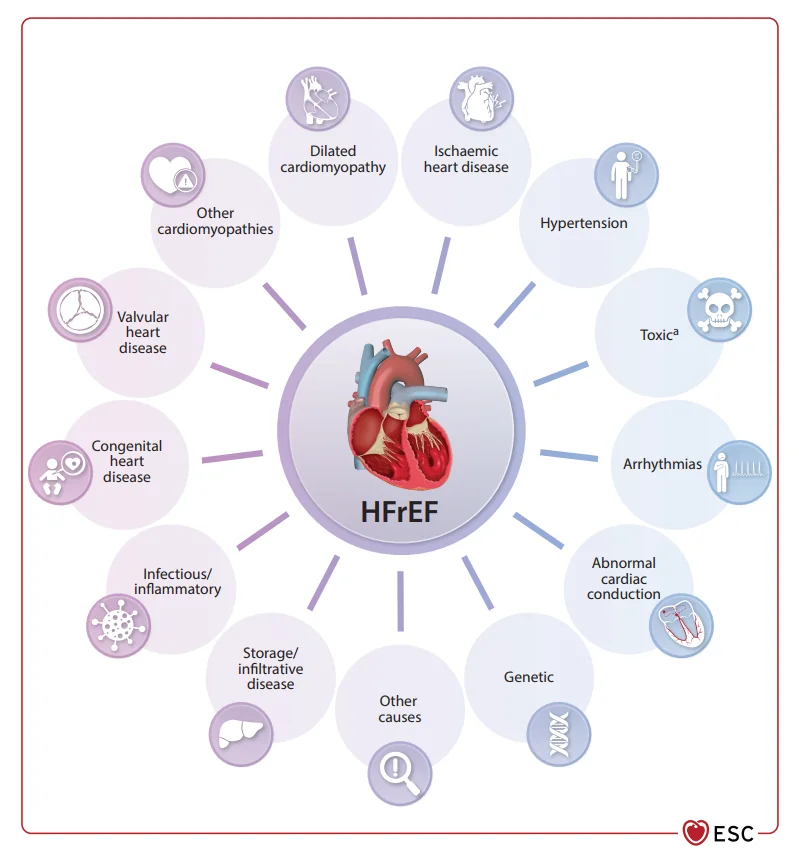 Dilated
cardiomyopathy
Ischaemic
heart disease
Hypertension
Toxicᵃ
Arrhythmias
Abnormal
cardiac
conduction
Genetic
Other
causes
Storage/
infiltrative
disease
Infectious/
inflammatory
Congenital
heart
disease
Valvular
heart
disease
Other
cardiomyopathies
HFrEF
ESC